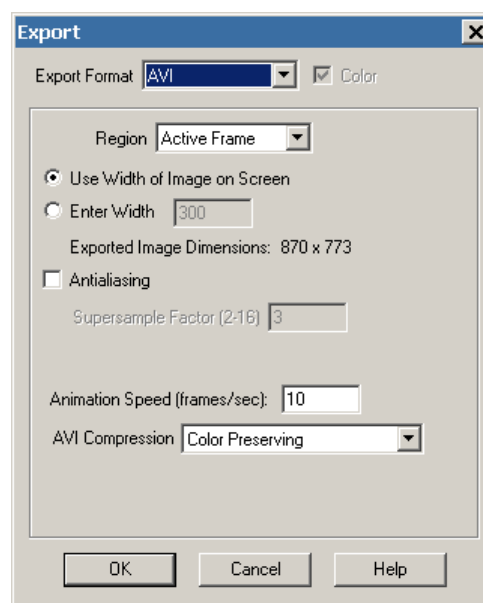 Export
Export Format AVI Color
Region Active Frame
Use Width of Image on Screen
Enter Width 300
Exported Image Dimensions: 870 x 773
Antialiasing
Supersample Factor (2-16) 3
Animation Speed (frames/sec): 10
AVI Compression Color Preserving
OK Cancel Help